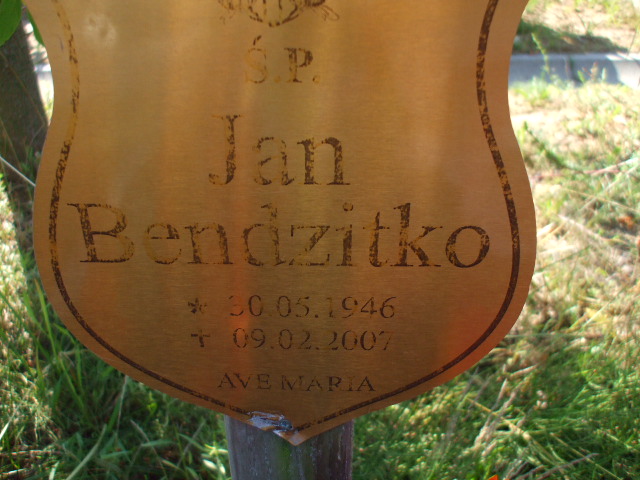 Ś.P.
Jan
Bendzitko
* 30.05.1946
✝ 09.02.2007
AVE MARIA